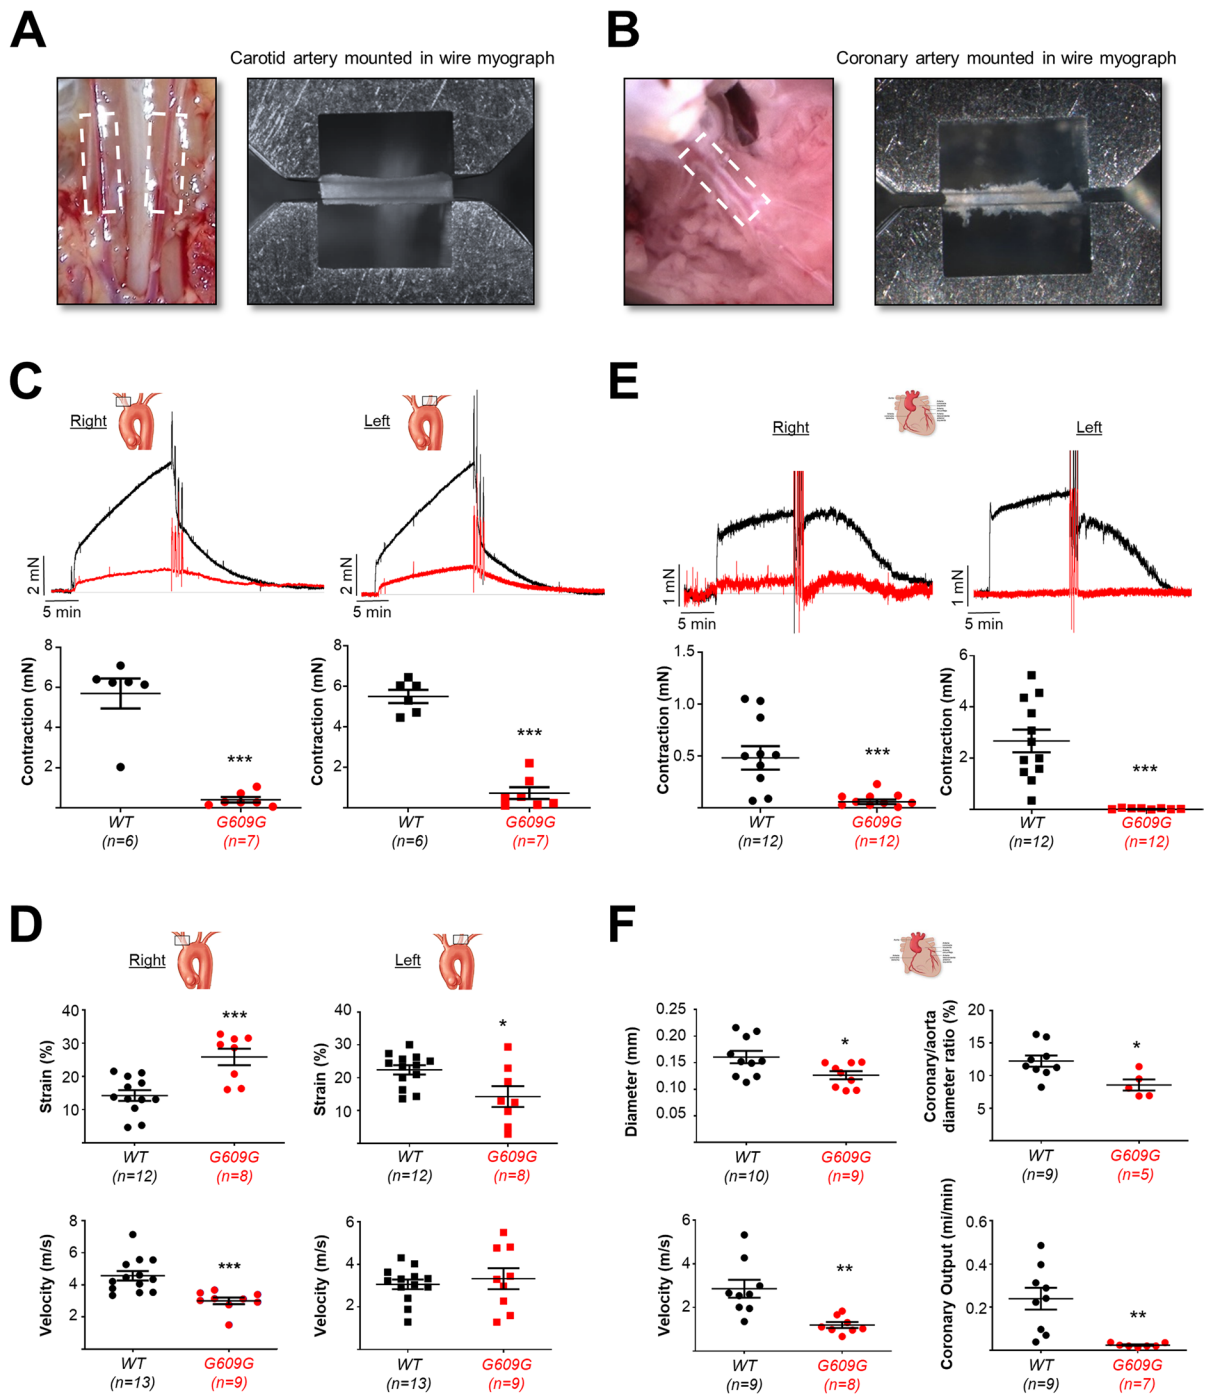 A
Carotid artery mounted in wire myograph
B
Coronary artery mounted in wire myograph
C
Right
Left
2 mN
5 min
2 mN
5 min
Contraction (mN)
8
6
4
2
***
WT
(n=6)
G609G
(n=7)
Contraction (mN)
8
6
4
2
***
WT
(n=6)
G609G
(n=7)
E
Right
Left
1 mN
5 min
1 mN
5 min
Contraction (mN)
1.5
1.0
0.5
***
WT
(n=12)
G609G
(n=12)
Contraction (mN)
6
4
2
***
WT
(n=12)
G609G
(n=12)
D
Right
Left
Strain (%)
40
30
20
10
***
WT
(n=12)
G609G
(n=8)
Strain (%)
40
30
20
10
*
WT
(n=12)
G609G
(n=8)
Velocity (m/s)
8
6
4
2
***
WT
(n=13)
G609G
(n=9)
Velocity (m/s)
6
4
2
WT
(n=13)
G609G
(n=9)
F
Diameter (mm)
0.25
0.20
0.15
0.10
0.05
*
WT
(n=10)
G609G
(n=9)
Coronary/aorta
diameter ratio (%)
20
15
10
5
*
WT
(n=9)
G609G
(n=5)
Velocity (m/s)
6
4
2
**
WT
(n=9)
G609G
(n=8)
Coronary Output (ml/min)
0.6
0.4
0.2
**
WT
(n=9)
G609G
(n=7)